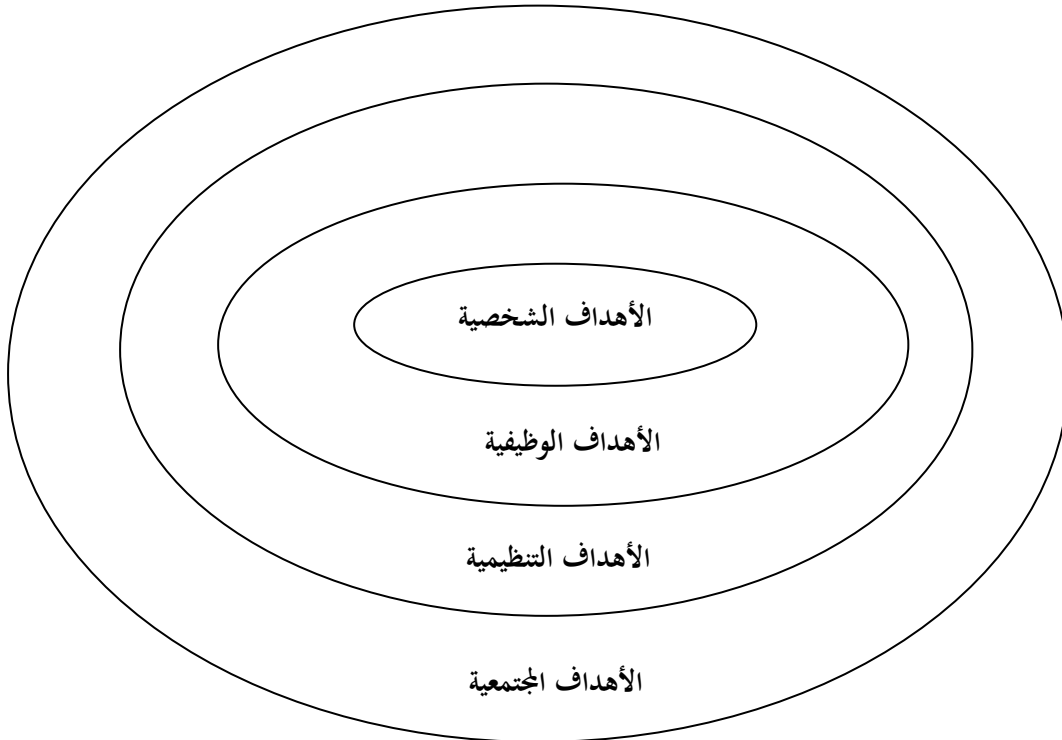 الأهداف الشخصية
الأهداف الوظيفية
الأهداف التنظيمية
الأهداف المجتمعية